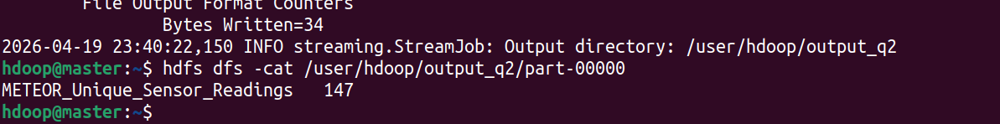 File Output Format Counters
Bytes Written=34
2026-04-19 23:40:22,150 INFO streaming.StreamJob: Output directory: /user/hdoop/output_q2
hdoop@master:~$ hdfs dfs -cat /user/hdoop/output_q2/part-00000
METEOR_Unique_Sensor_Readings	147
hdoop@master:~$